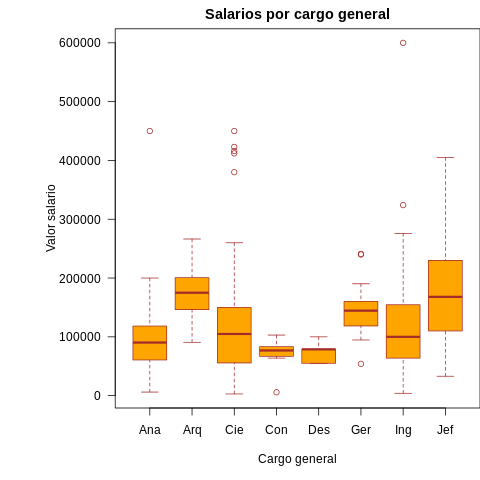 Salarios por cargo general
600000
500000
400000
300000
200000
100000
0
Valor salario
Ana Arq Cie Con Des Ger Ing Jef
Cargo general